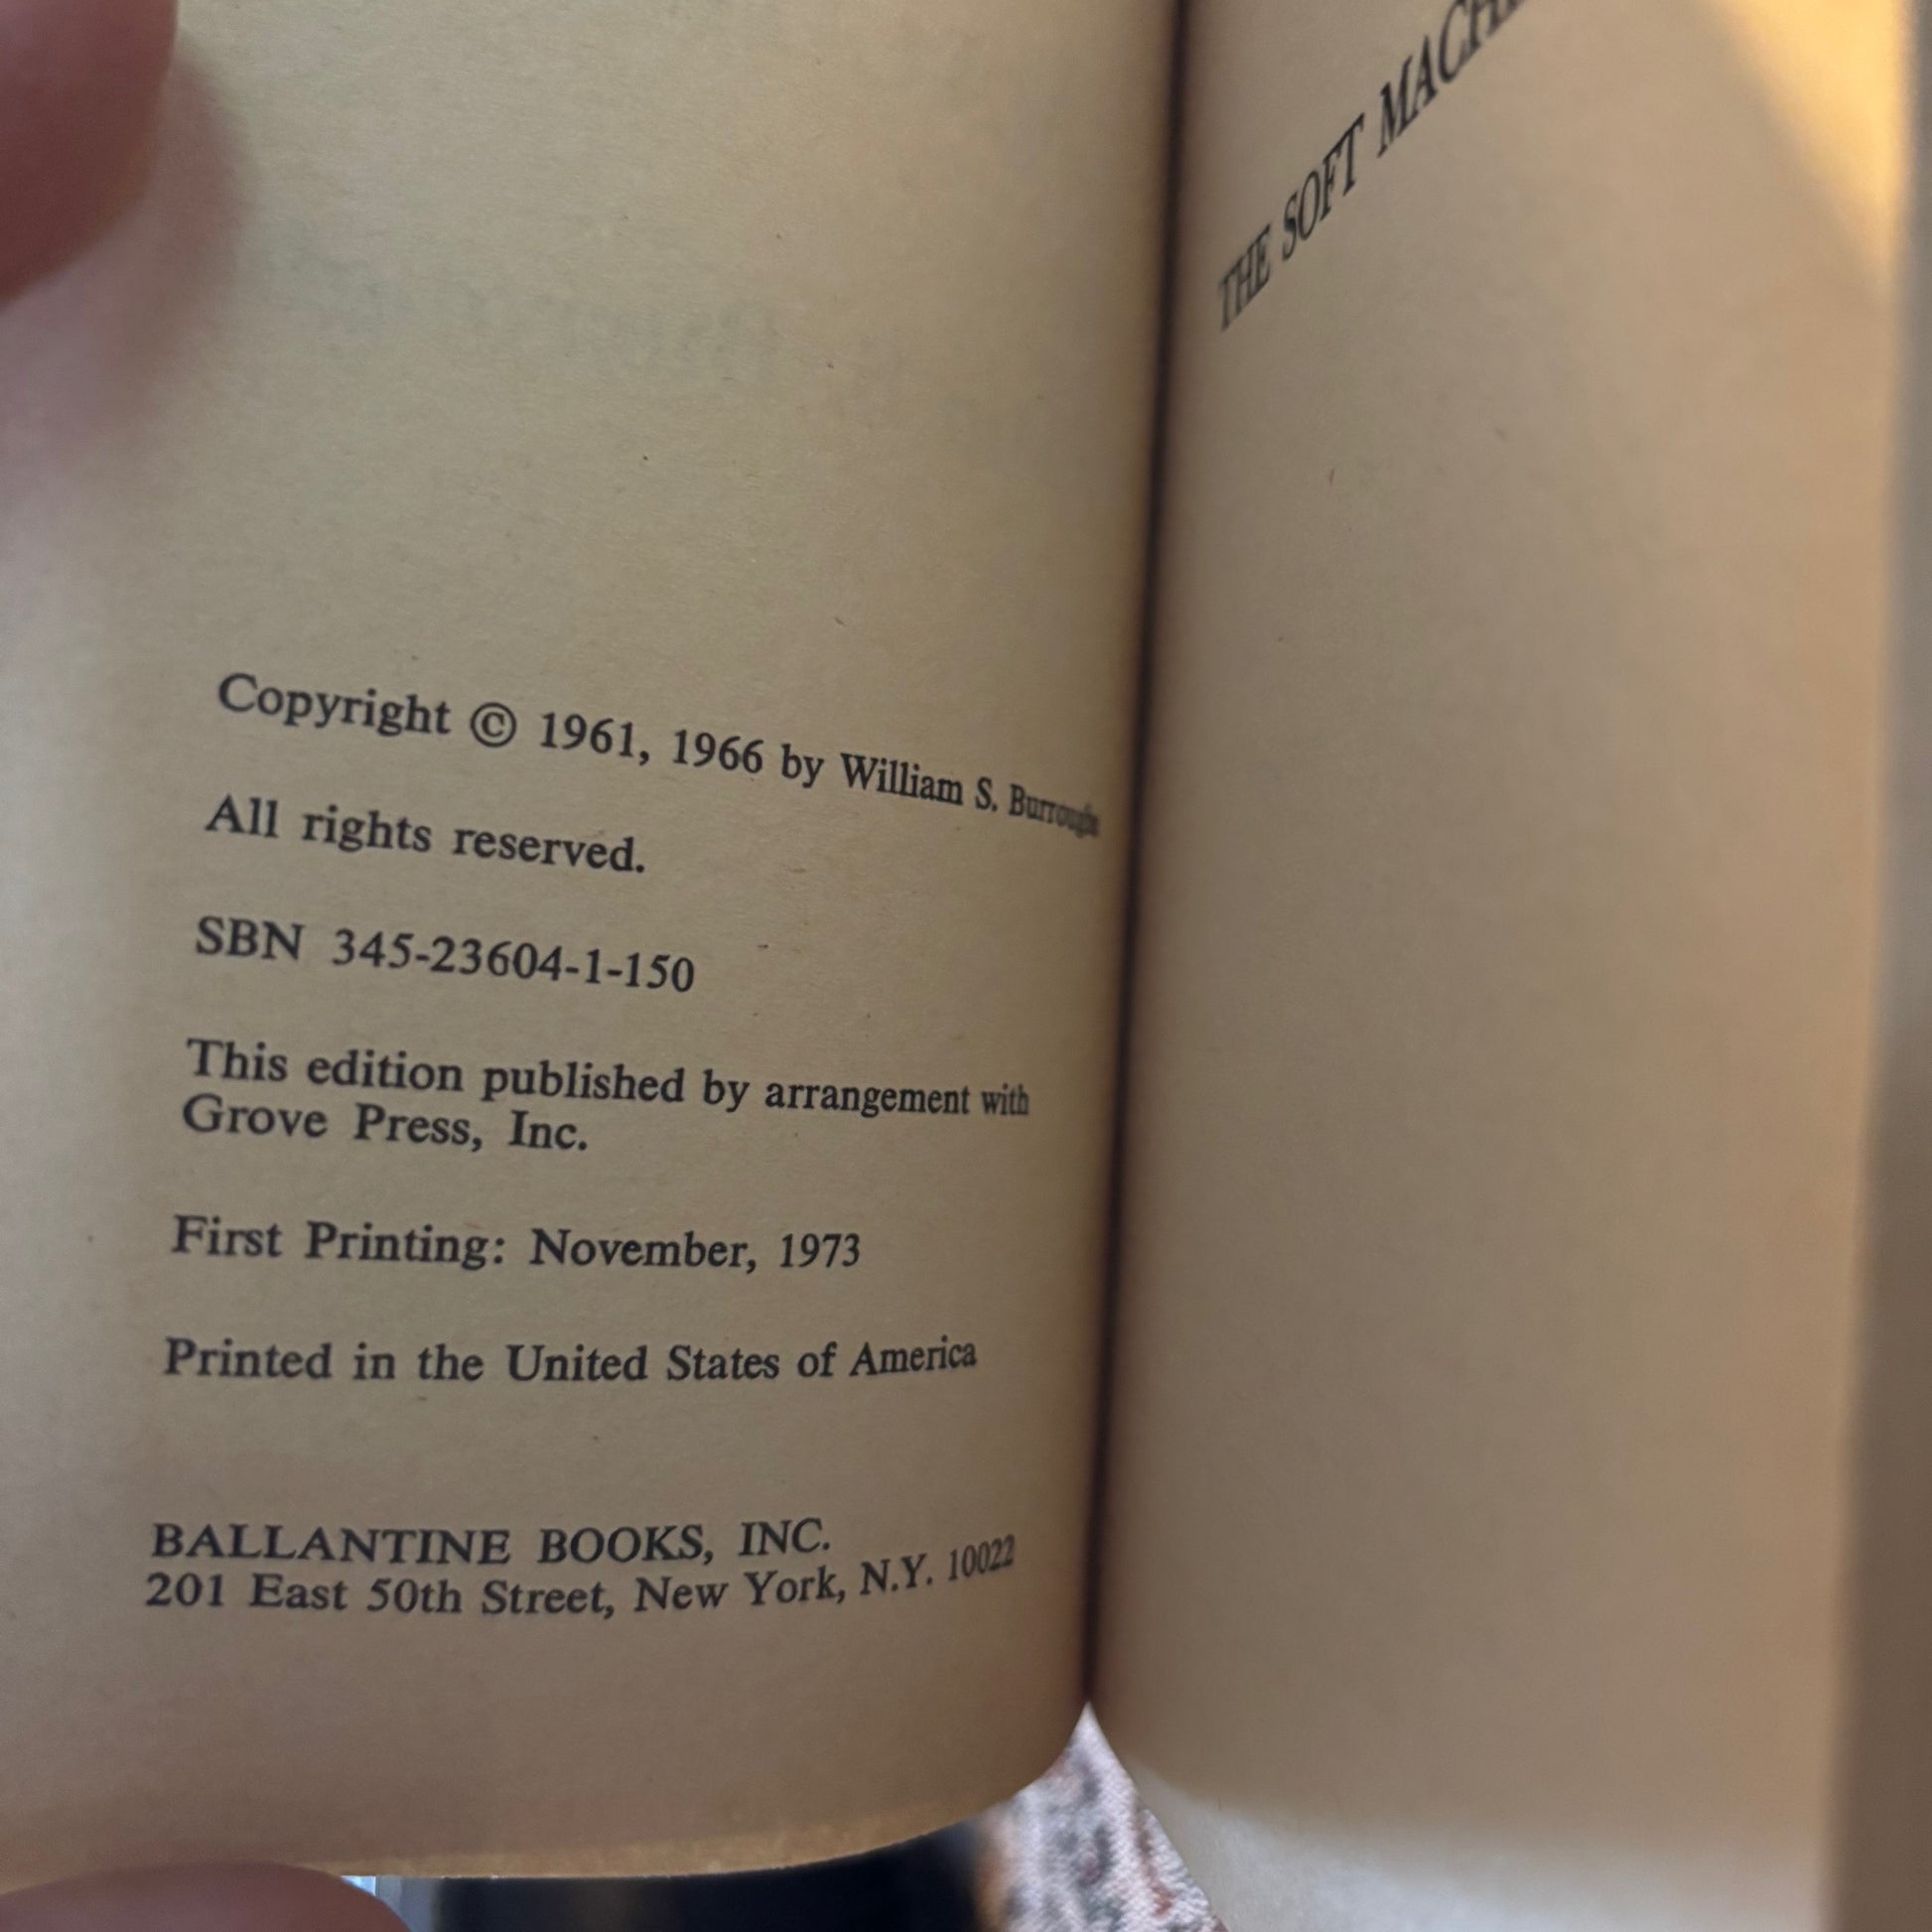 Copyright © 1961, 1966 by William S. Burroughs
All rights reserved.
SBN 345-23604-1-150
This edition published by arrangement with
Grove Press, Inc.
First Printing: November, 1973
Printed in the United States of America
BALLANTINE BOOKS, INC.
201 East 50th Street, New York, N.Y. 10022
THE SOFT